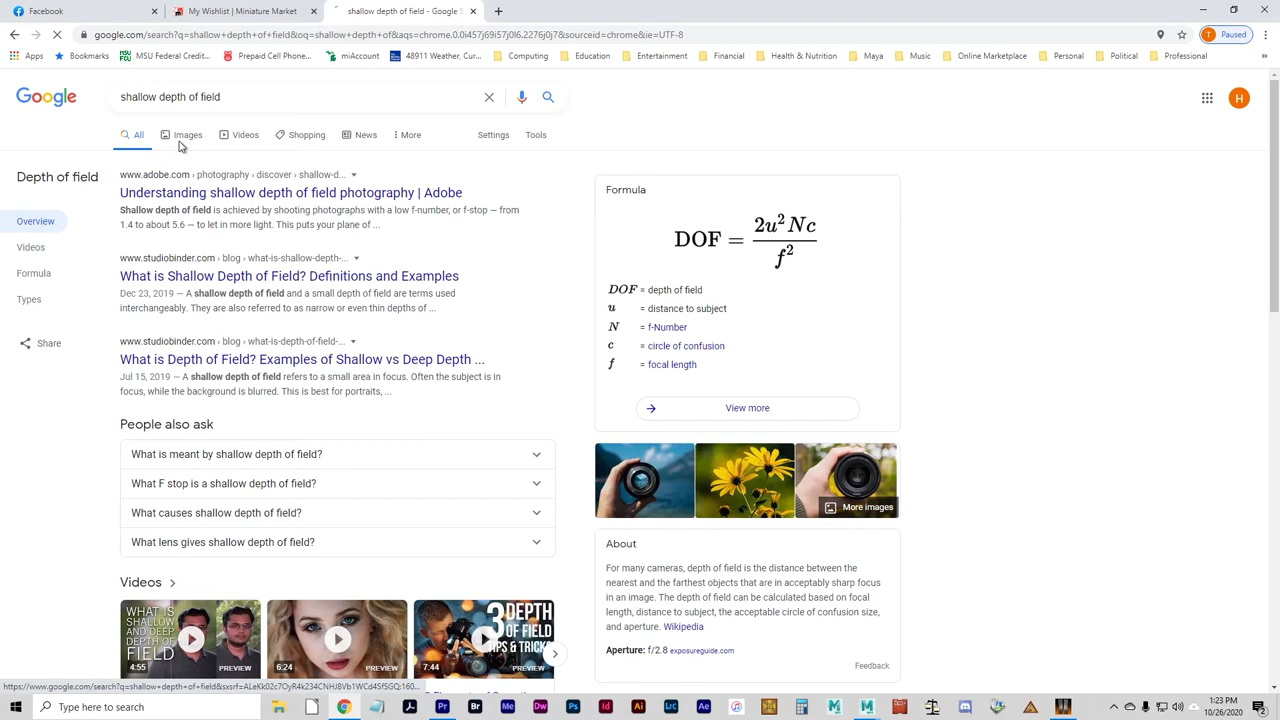 Facebook
My Wishlist | Miniature Market
shallow depth of field - Google S
google.com/search?q=shallow+depth+of+field&oq=shallow+depth+of&aqs=chrome.0.0i457j69i57j0l6.2276j0j7&sourceid=chrome&ie=UTF-8
Paused
Apps
Bookmarks
MSU Federal Credit...
Prepaid Cell Phone...
miAccount
48911 Weather, Cur...
Computing
Education
Entertainment
Financial
Health & Nutrition
Maya
Music
Online Marketplace
Personal
Political
Professional
Google
shallow depth of field
H
All
Images
Videos
Shopping
News
More
Settings
Tools
Depth of field
Overview
Videos
Formula
Types
Share
www.adobe.com › photography › discover › shallow-d...
Understanding shallow depth of field photography | Adobe
Shallow depth of field is achieved by shooting photographs with a low f-number, or f-stop — from
1.4 to about 5.6 — to let in more light. This puts your plane of ...
www.studiobinder.com › blog › what-is-shallow-depth-...
What is Shallow Depth of Field? Definitions and Examples
Dec 23, 2019 — A shallow depth of field and a small depth of field are terms used
interchangeably. They are also referred to as narrow or even thin depths of ...
www.studiobinder.com › blog › what-is-depth-of-field-...
What is Depth of Field? Examples of Shallow vs Deep Depth ...
Jul 15, 2019 — A shallow depth of field refers to a small area in focus. Often the subject is in
focus, while the background is blurred. This is best for portraits, ...
People also ask
What is meant by shallow depth of field?
What F stop is a shallow depth of field?
What causes shallow depth of field?
What lens gives shallow depth of field?
Videos
WHAT IS SHALLOW AND DEEP DEPTH OF FIELD
4:55
PREVIEW
6:24
PREVIEW
3 DEPTH OF FIELD TIPS & TRICKS
7:44
PREVIEW
Formula
DOF = 2u²Nc / f²
DOF = depth of field
u = distance to subject
N = f-Number
c = circle of confusion
f = focal length
View more
More images
About
For many cameras, depth of field is the distance between the
nearest and the farthest objects that are in acceptably sharp focus
in an image. The depth of field can be calculated based on focal
length, distance to subject, the acceptable circle of confusion size,
and aperture. Wikipedia
Aperture: f/2.8 exposureguide.com
Feedback
Type here to search
1:23 PM
10/26/2020